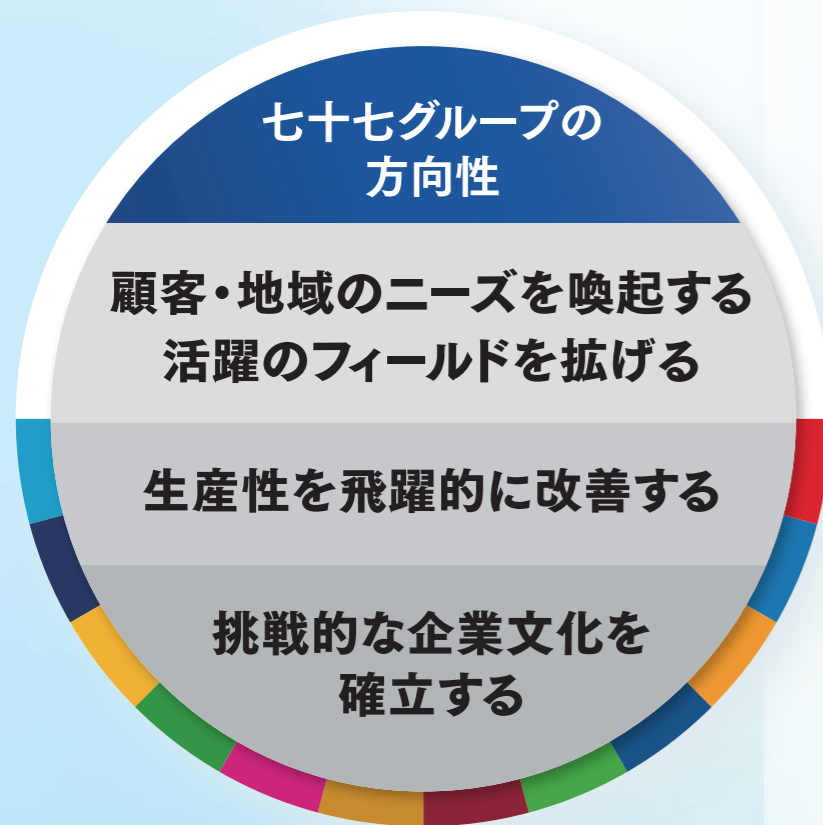 七十七グループの
方向性
顧客・地域のニーズを喚起する
活躍のフィールドを拡げる
生産性を飛躍的に改善する
挑戦的な企業文化を
確立する